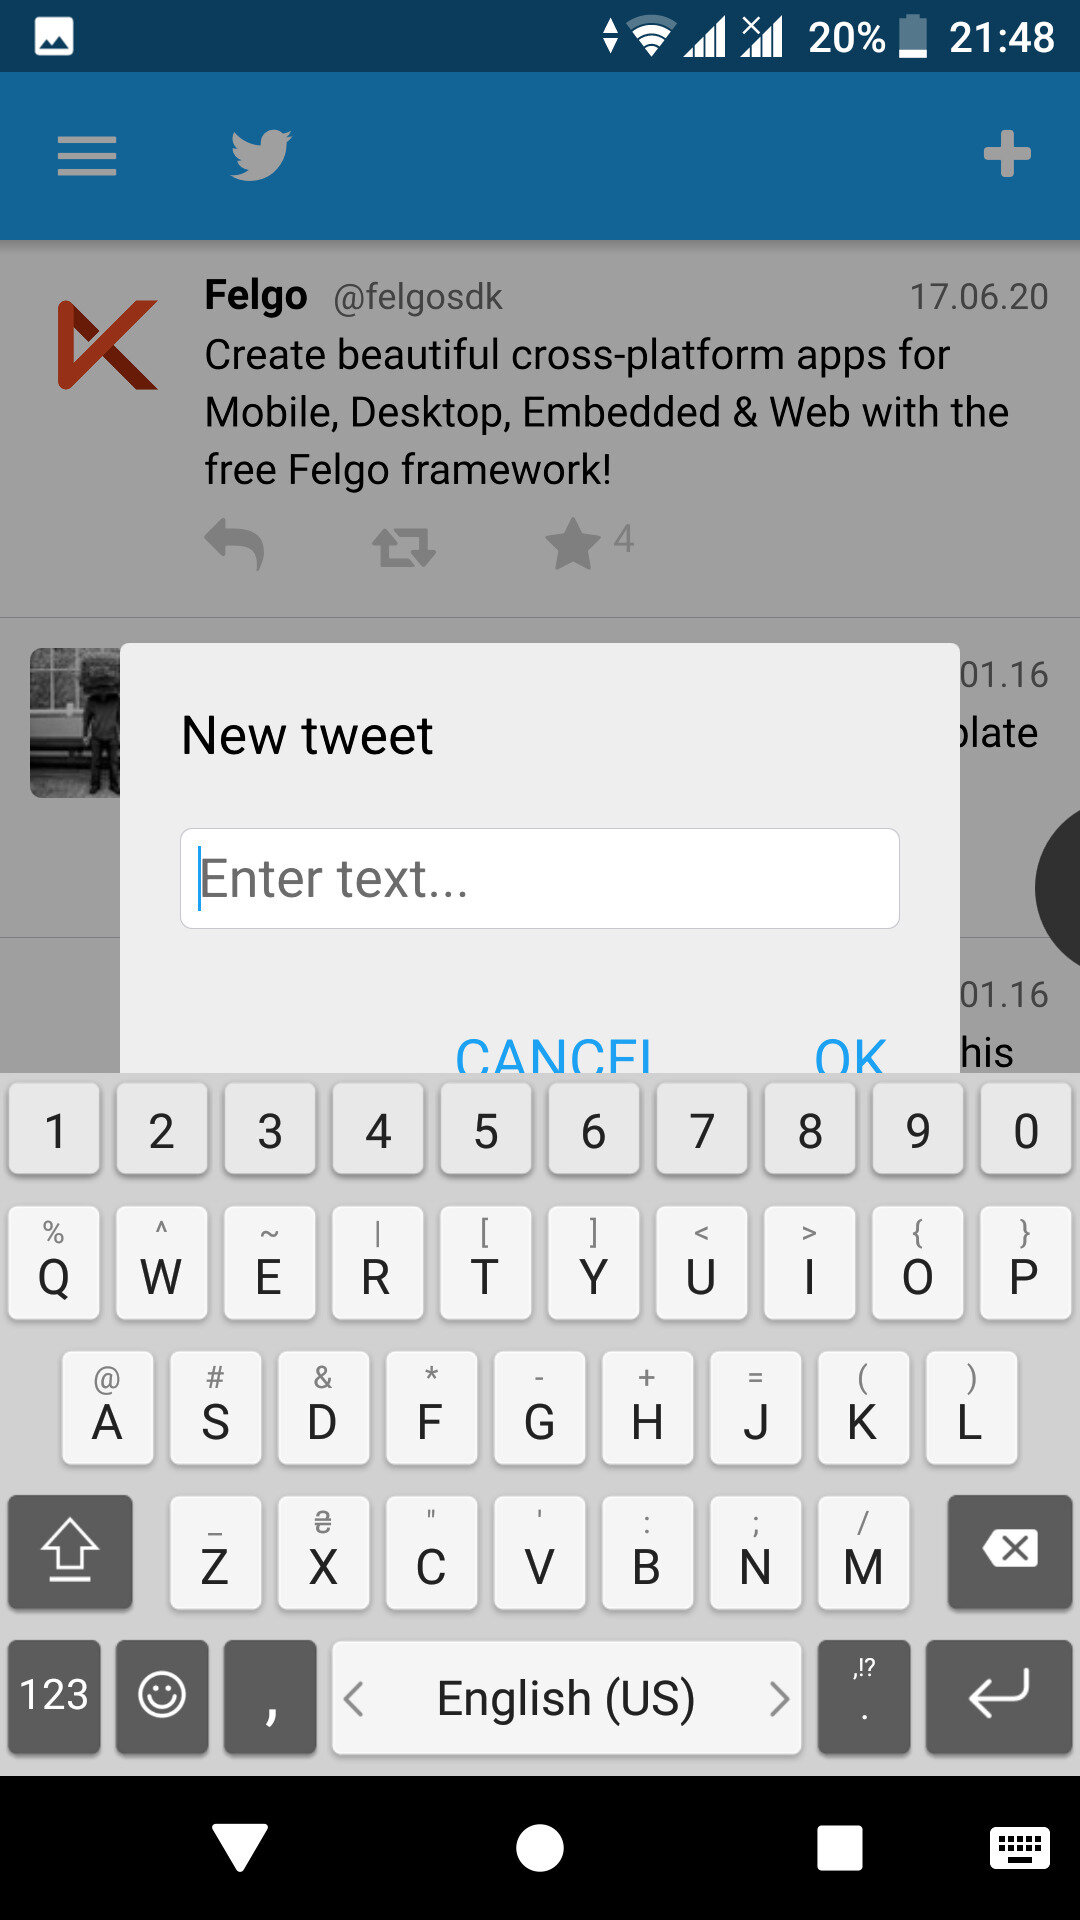 20% 21:48
Felgo @felgosdk 17.06.20
Create beautiful cross-platform apps for
Mobile, Desktop, Embedded & Web with the
free Felgo framework!
4
01.16
New tweet
Enter text...
01.16
his
CANCEL OK
1 2 3 4 5 6 7 8 9 0
% ^ ~ | [ ] < > { }
Q W E R T Y U I O P
@ # & * - + = ( )
A S D F G H J K L
_ ₴ " ' : ; /
Z X C V B N M
123 , English (US) ,!? .